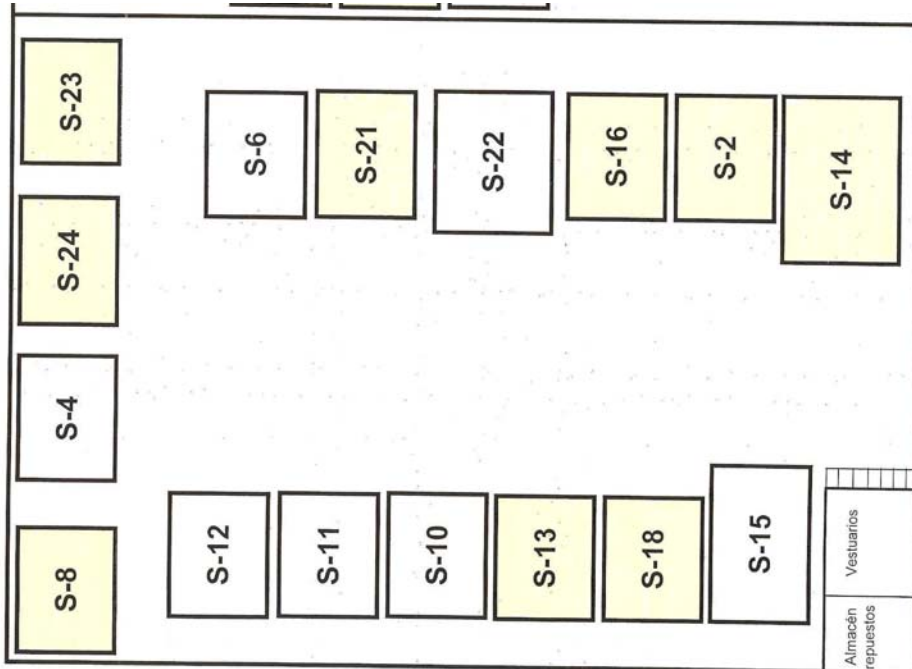 S-23
S-6
S-21
S-22
S-16
S-2
S-14
S-24
S-4
S-8
S-12
S-11
S-10
S-13
S-18
S-15
Vestuarios
Almacén
repuestos